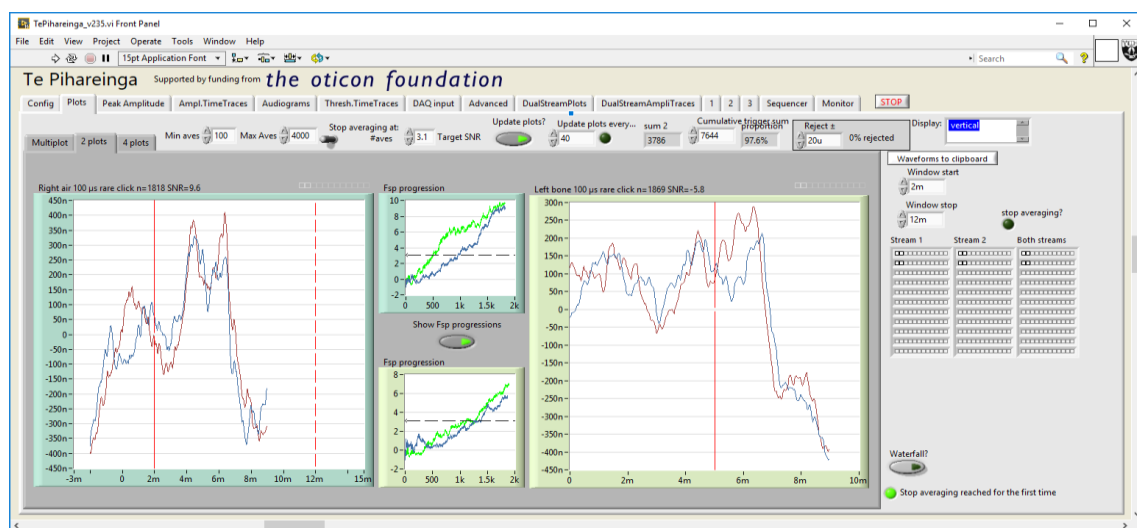 TePihareinga_v235.vi Front Panel
File Edit View Project Operate Tools Window Help
15pt Application Font Search
Te Pihareinga Supported by funding from the oticon foundation
Config Plots Peak Amplitude Ampl.TimeTraces Audiograms Thresh.TimeTraces DAQ input Advanced DualStreamPlots DualStreamAmpliTraces 1 2 3 Sequencer Monitor STOP
Multiplot 2 plots 4 plots
Min aves 100 Max Aves 4000 Stop averaging at: #aves 3.1 Target SNR Update plots? Update plots every... 40 sum 2 3786 Cumulative trigger sum 7644 proportion 97.6% Reject ± 20u 0% rejected Display: vertical
Waveforms to clipboard
Window start
2m
Window stop
12m
stop averaging?
Stream 1 Stream 2 Both streams
Right air 100 µs rare click n=1818 SNR=9.6
450n
400n
350n
300n
250n
200n
150n
100n
50n
0
-50n
-100n
-150n
-200n
-250n
-300n
-350n
-400n
-450n
-3m 0 2m 4m 6m 8m 10m 12m 15m
Fsp progression
10
8
6
4
2
0
-2
0 500 1k 1.5k 2k
Show Fsp progressions
Fsp progression
8
6
4
2
0
-2
0 500 1k 1.5k 2k
Left bone 100 µs rare click n=1869 SNR=-5.8
300n
250n
200n
150n
100n
50n
0
-50n
-100n
-150n
-200n
-250n
-300n
-350n
-400n
-450n
0 2m 4m 6m 8m 10m
Waterfall?
Stop averaging reached for the first time